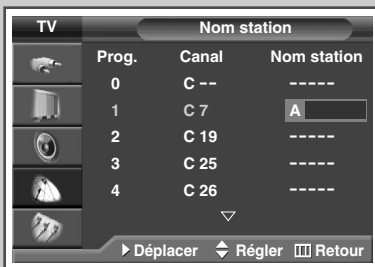 TV Nom station
Prog. Canal Nom station
0 C -- -----
1 C 7 A
2 C 19 -----
3 C 25 -----
4 C 26 -----
Déplacer Régler Retour